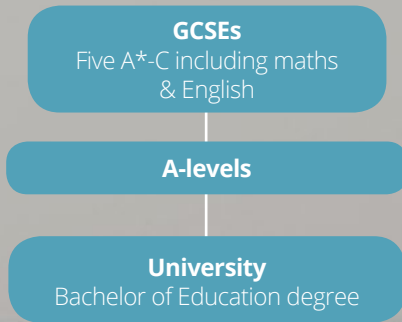 GCSEs
Five A*-C including maths
& English
A-levels
University
Bachelor of Education degree